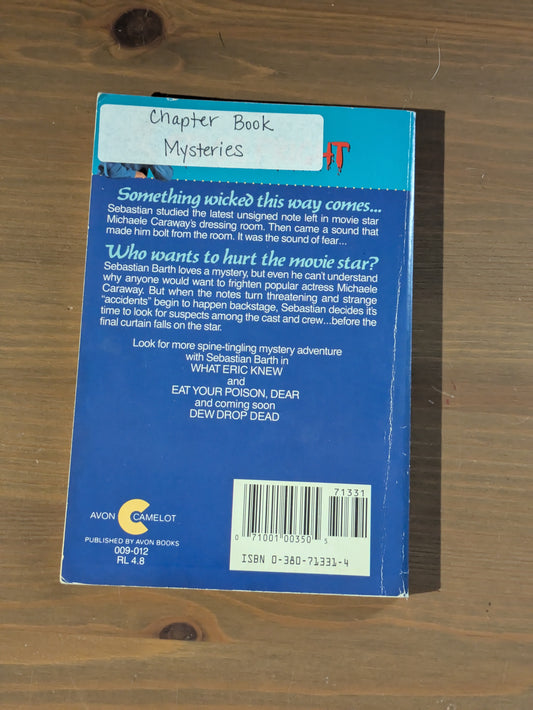 Chapter Book
Mysteries
HT
Something wicked this way comes...
Sebastian studied the latest unsigned note left in movie star
Michaele Caraway's dressing room. Then came a sound that
made him bolt from the room. It was the sound of fear...
Who wants to hurt the movie star?
Sebastian Barth loves a mystery, but even he can't understand
why anyone would want to frighten popular actress Michaele
Caraway. But when the notes turn threatening and strange
"accidents" begin to happen backstage, Sebastian decides it's
time to look for suspects among the cast and crew...before the
final curtain falls on the star.
Look for more spine-tingling mystery adventure
with Sebastian Barth in
WHAT ERIC KNEW
and
EAT YOUR POISON, DEAR
and coming soon
DEW DROP DEAD
AVON CAMELOT
PUBLISHED BY AVON BOOKS
009-012
RL 4.8
71331
0 71001 00350 5
ISBN 0-380-71331-4